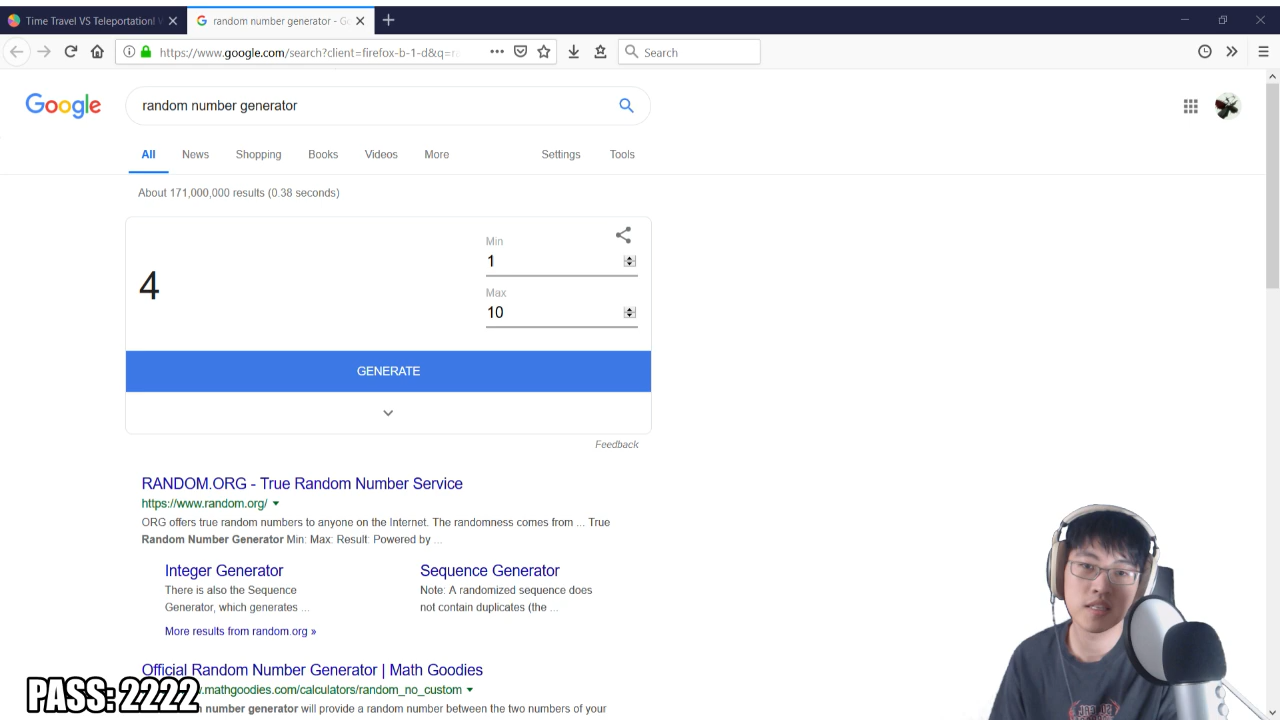 Time Travel VS Teleportation!
random number generator - G
https://www.google.com/search?client=firefox-b-1-d&q=r
Search
Google
random number generator
All News Shopping Books Videos More Settings Tools
About 171,000,000 results (0.38 seconds)
4
Min
1
Max
10
GENERATE
Feedback
RANDOM.ORG - True Random Number Service
https://www.random.org/
ORG offers true random numbers to anyone on the Internet. The randomness comes from ... True
Random Number Generator Min: Max: Result: Powered by ...
Integer Generator
There is also the Sequence
Generator, which generates ...
Sequence Generator
Note: A randomized sequence does
not contain duplicates (the ...
More results from random.org »
Official Random Number Generator | Math Goodies
.mathgoodies.com/calculators/random_no_custom
PASS: 2222
number generator will provide a random number between the two numbers of your